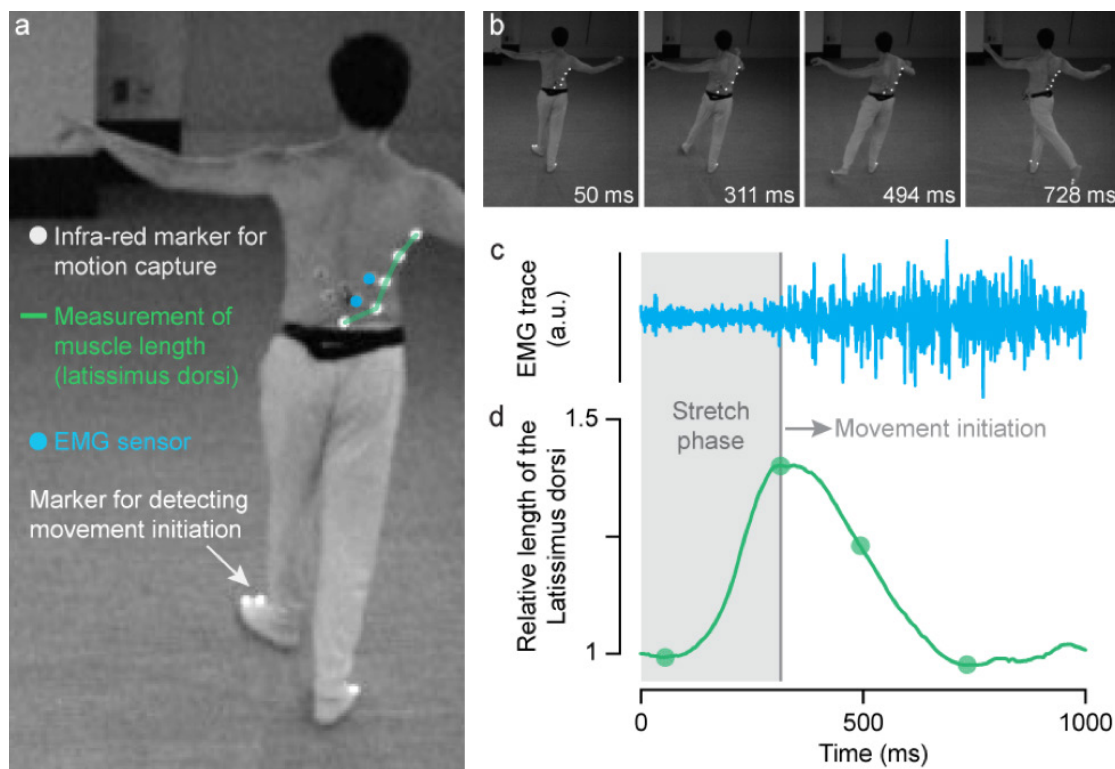 a
Infra-red marker for
motion capture
Measurement of
muscle length
(latissimus dorsi)
EMG sensor
Marker for detecting
movement initiation
b
50 ms
311 ms
494 ms
728 ms
c
EMG trace
(a.u.)
d
Relative length of the
Latissimus dorsi
1.5
1
Stretch
phase
Movement initiation
0
500
1000
Time (ms)